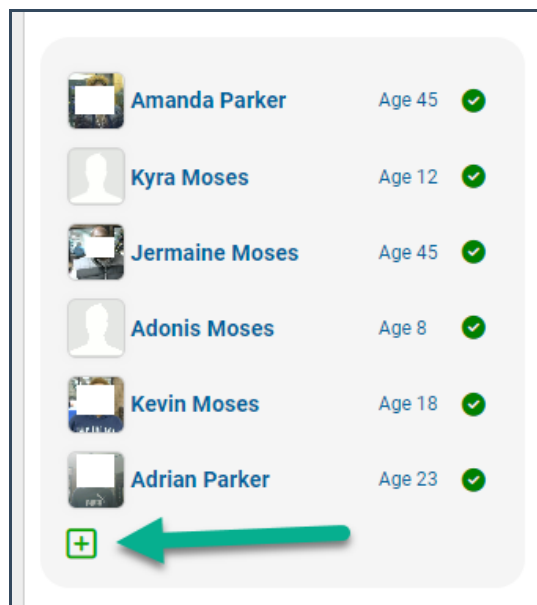 Amanda Parker Age 45
Kyra Moses Age 12
Jermaine Moses Age 45
Adonis Moses Age 8
Kevin Moses Age 18
Adrian Parker Age 23